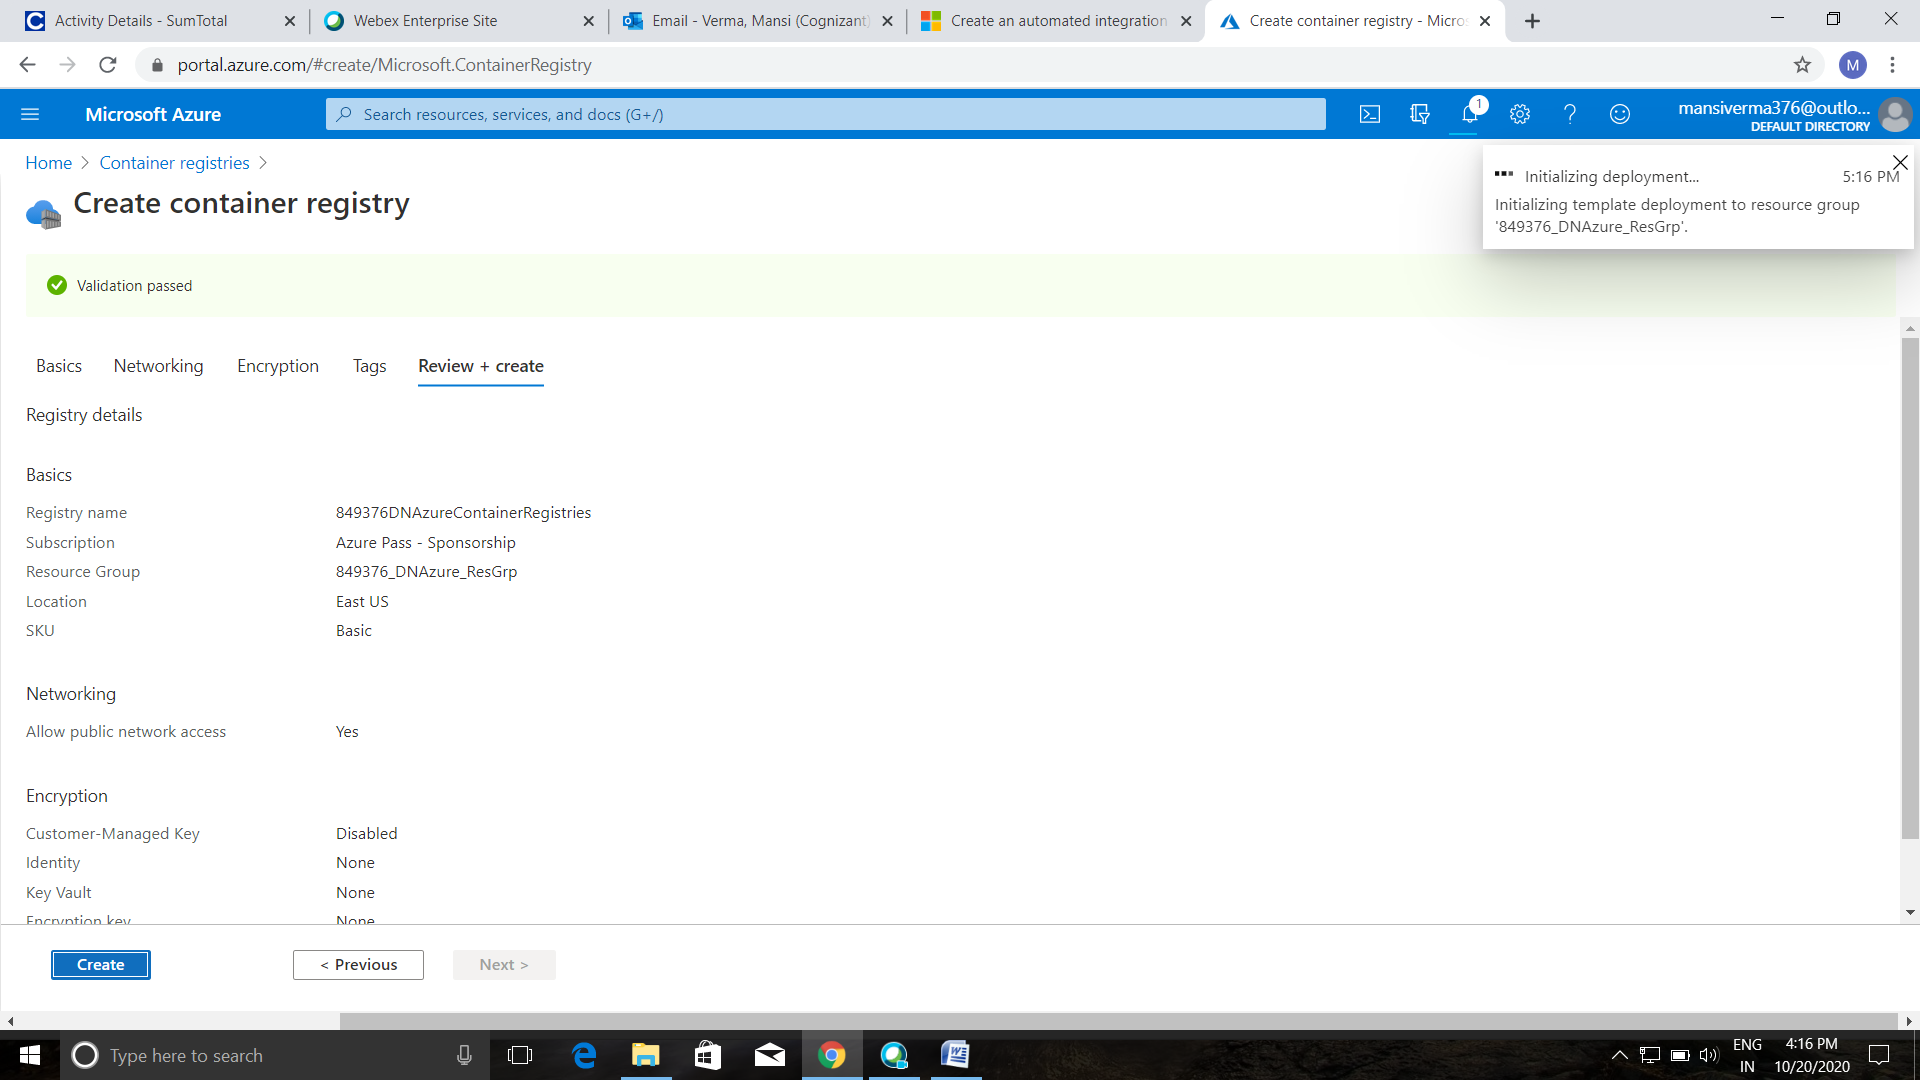 Activity Details - SumTotal
Webex Enterprise Site
Email - Verma, Mansi (Cognizant)
Create an automated integration
Create container registry - Micro
portal.azure.com/#create/Microsoft.ContainerRegistry
M
Microsoft Azure
Search resources, services, and docs (G+/)
1
mansiverma376@outlo...
DEFAULT DIRECTORY
Home > Container registries >
Create container registry
Initializing deployment...
5:16 PM
Initializing template deployment to resource group
'849376_DNAzure_ResGrp'.
Validation passed
Basics
Networking
Encryption
Tags
Review + create
Registry details
Basics
Registry name 849376DNAzureContainerRegistries
Subscription Azure Pass - Sponsorship
Resource Group 849376_DNAzure_ResGrp
Location East US
SKU Basic
Networking
Allow public network access Yes
Encryption
Customer-Managed Key Disabled
Identity None
Key Vault None
Encryption key None
Create
< Previous
Next >
Type here to search
ENG
IN
4:16 PM
10/20/2020